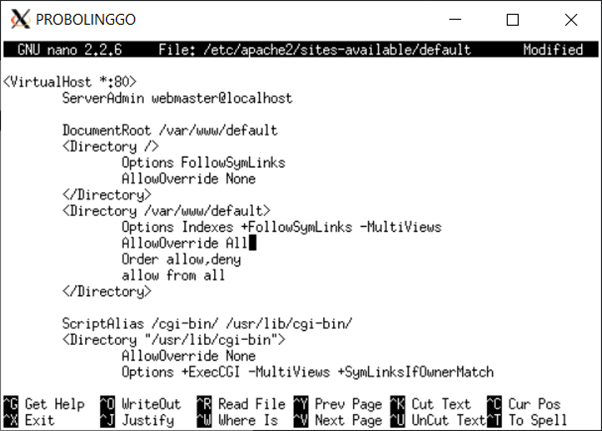 PROBOLINGGO
GNU nano 2.2.6 File: /etc/apache2/sites-available/default Modified
<VirtualHost *:80>
ServerAdmin webmaster@localhost
DocumentRoot /var/www/default
<Directory />
Options FollowSymLinks
AllowOverride None
</Directory>
<Directory /var/www/default>
Options Indexes +FollowSymLinks -MultiViews
AllowOverride All
Order allow,deny
allow from all
</Directory>
ScriptAlias /cgi-bin/ /usr/lib/cgi-bin/
<Directory "/usr/lib/cgi-bin">
AllowOverride None
Options +ExecCGI -MultiViews +SymLinksIfOwnerMatch
^G Get Help ^O WriteOut ^R Read File ^Y Prev Page ^K Cut Text ^C Cur Pos
^X Exit ^J Justify ^W Where Is ^V Next Page ^U UnCut Text ^T To Spell